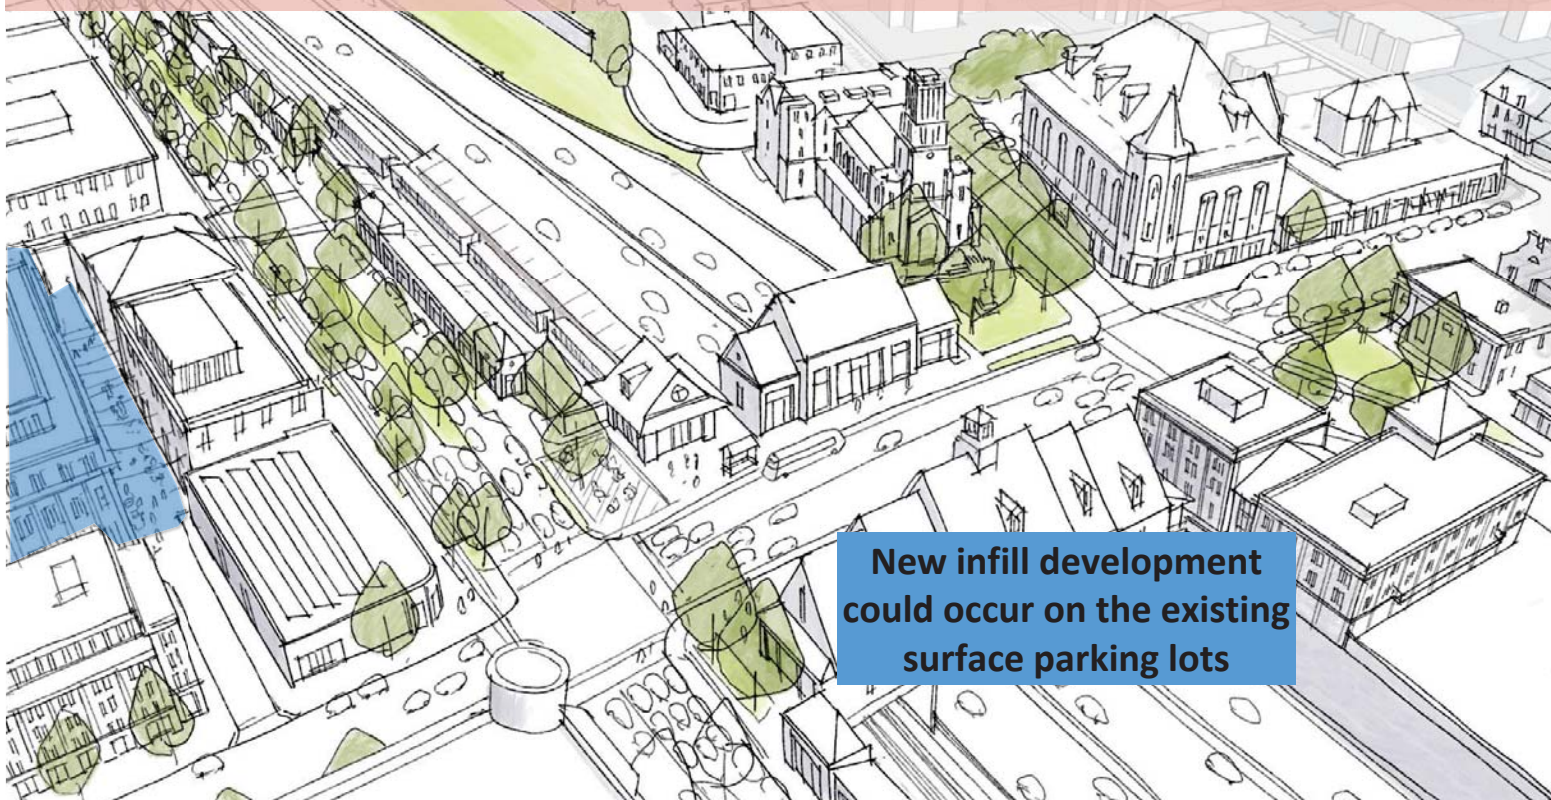 New infill development
could occur on the existing
surface parking lots